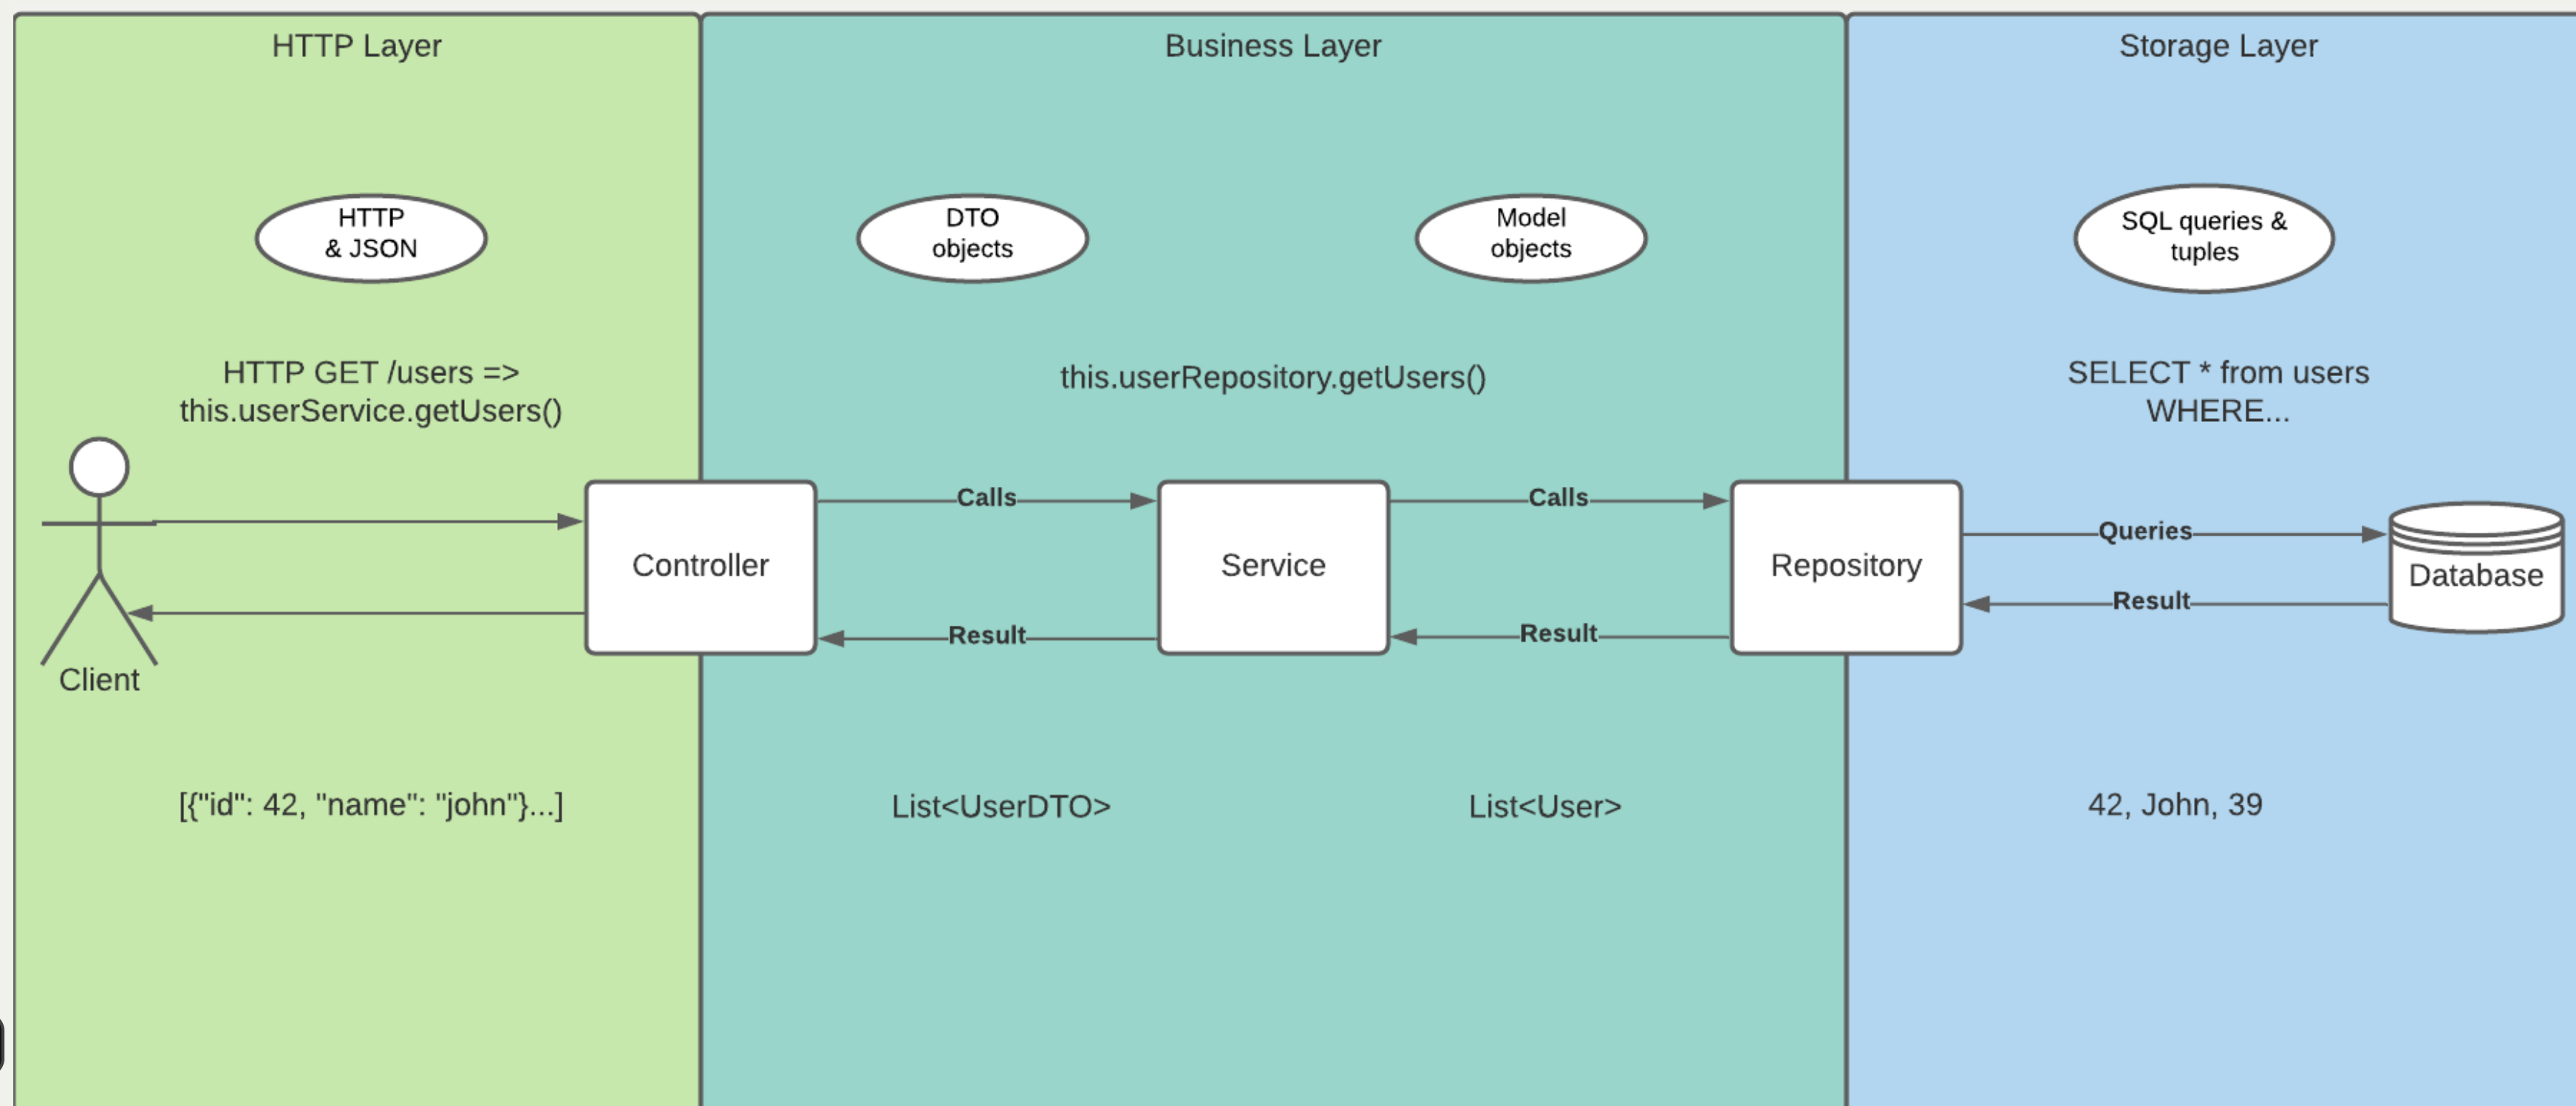 HTTP Layer
Business Layer
Storage Layer
HTTP
& JSON
DTO
objects
Model
objects
SQL queries &
tuples
HTTP GET /users =>
this.userService.getUsers()
this.userRepository.getUsers()
SELECT * from users
WHERE...
Client
Controller
Calls
Result
Service
Calls
Result
Repository
Queries
Result
Database
[{"id": 42, "name": "john"}...]
List<UserDTO>
List<User>
42, John, 39